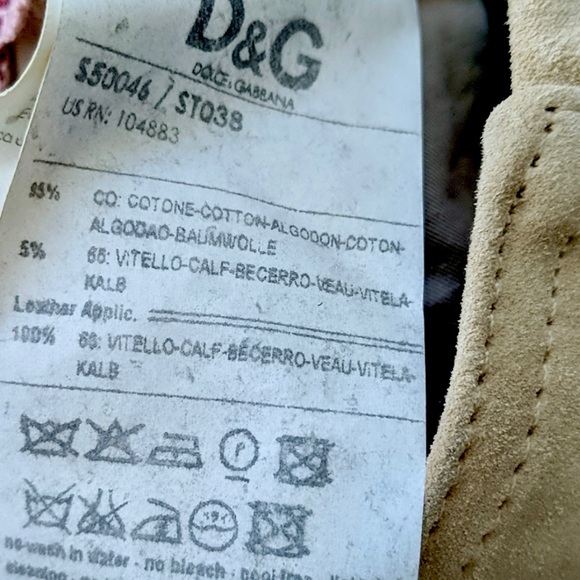 D&G
DOLCE & GABBANA
S50046 / ST038
US RN: 104883
95% CO: COTONE-COTTON-ALGODON-COTON-
ALGODAO-BAUMWOLLE
5% 66: VITELLO-CALF-BECERRO-VEAU-VITELA-
KALB
Leather Applic.
100% 66: VITELLO-CALF-BECERRO-VEAU-VITELA-
KALB
no wash in water - no bleach - cool iron